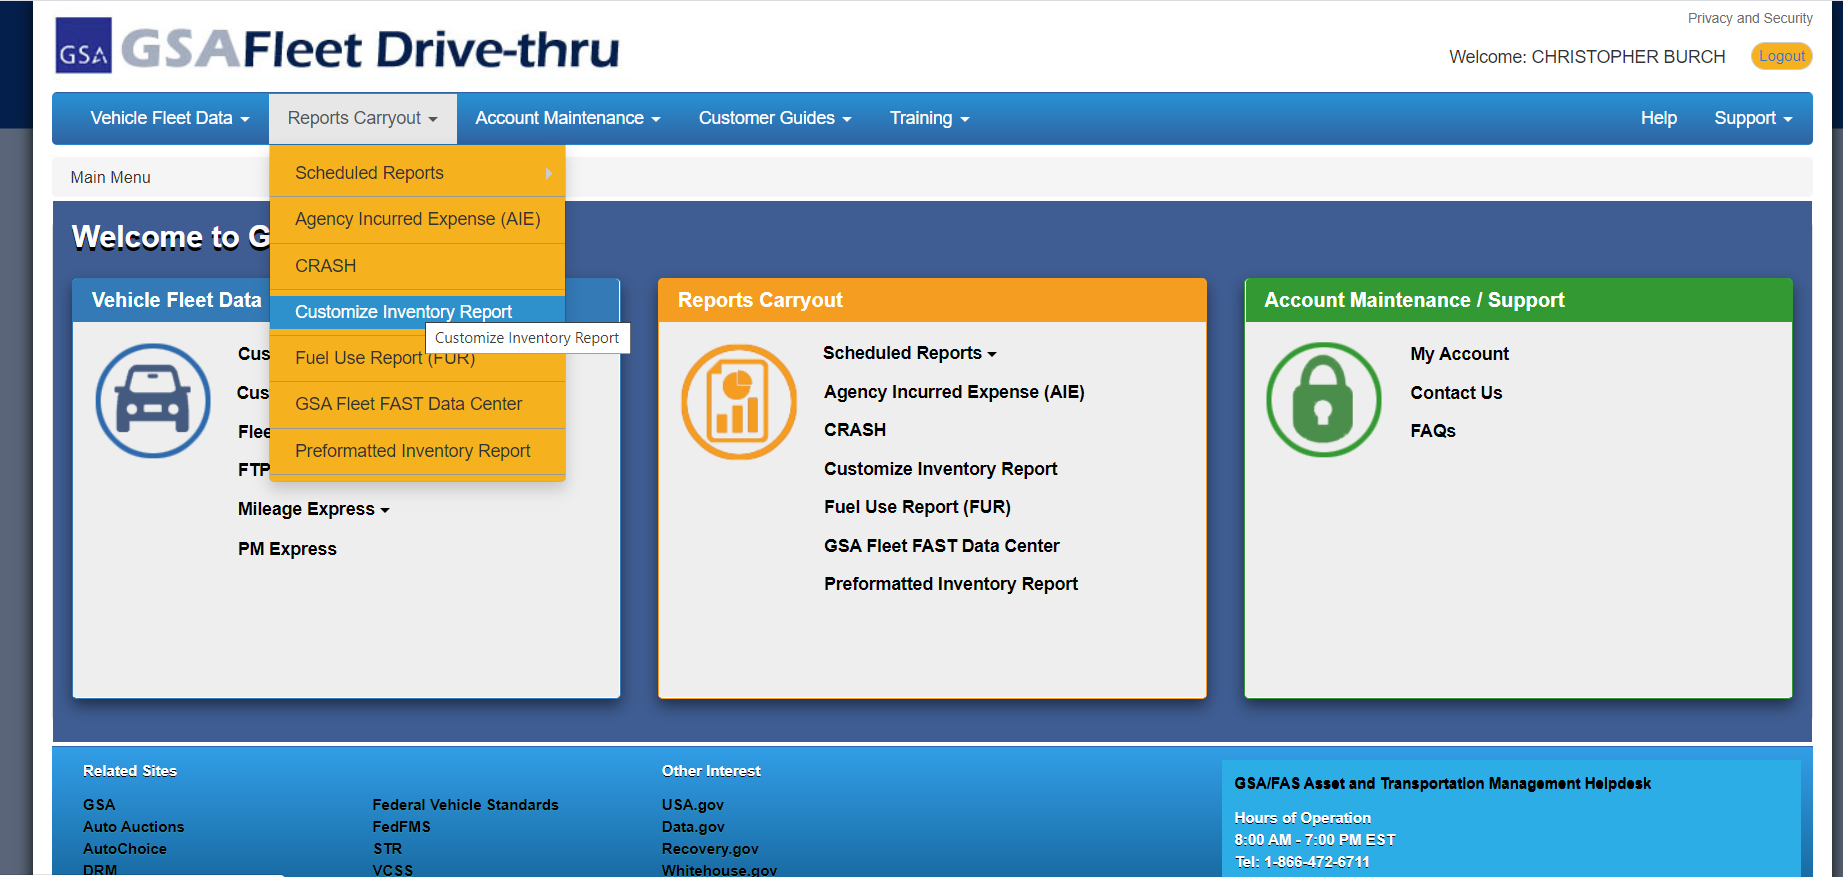 Privacy and Security
GSA GSAFleet Drive-thru
Welcome: CHRISTOPHER BURCH Logout
Vehicle Fleet Data Reports Carryout Account Maintenance Customer Guides Training Help Support
Main Menu
Scheduled Reports
Agency Incurred Expense (AIE)
CRASH
Customize Inventory Report
Customize Inventory Report
Fuel Use Report (FUR)
GSA Fleet FAST Data Center
Preformatted Inventory Report
Welcome to G
Vehicle Fleet Data
Cus
Cus
Flee
FTP
Mileage Express
PM Express
Reports Carryout
Scheduled Reports
Agency Incurred Expense (AIE)
CRASH
Customize Inventory Report
Fuel Use Report (FUR)
GSA Fleet FAST Data Center
Preformatted Inventory Report
Account Maintenance / Support
My Account
Contact Us
FAQs
Related Sites
GSA
Auto Auctions
AutoChoice
DRM
Federal Vehicle Standards
FedFMS
STR
VCSS
Other Interest
USA.gov
Data.gov
Recovery.gov
Whitehouse.gov
GSA/FAS Asset and Transportation Management Helpdesk
Hours of Operation
8:00 AM - 7:00 PM EST
Tel: 1-866-472-6711